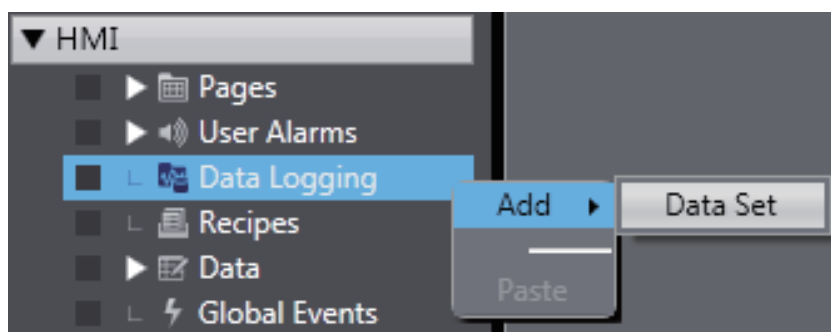 HMI
Pages
User Alarms
Data Logging
Add
Data Set
Recipes
Data
Paste
Global Events